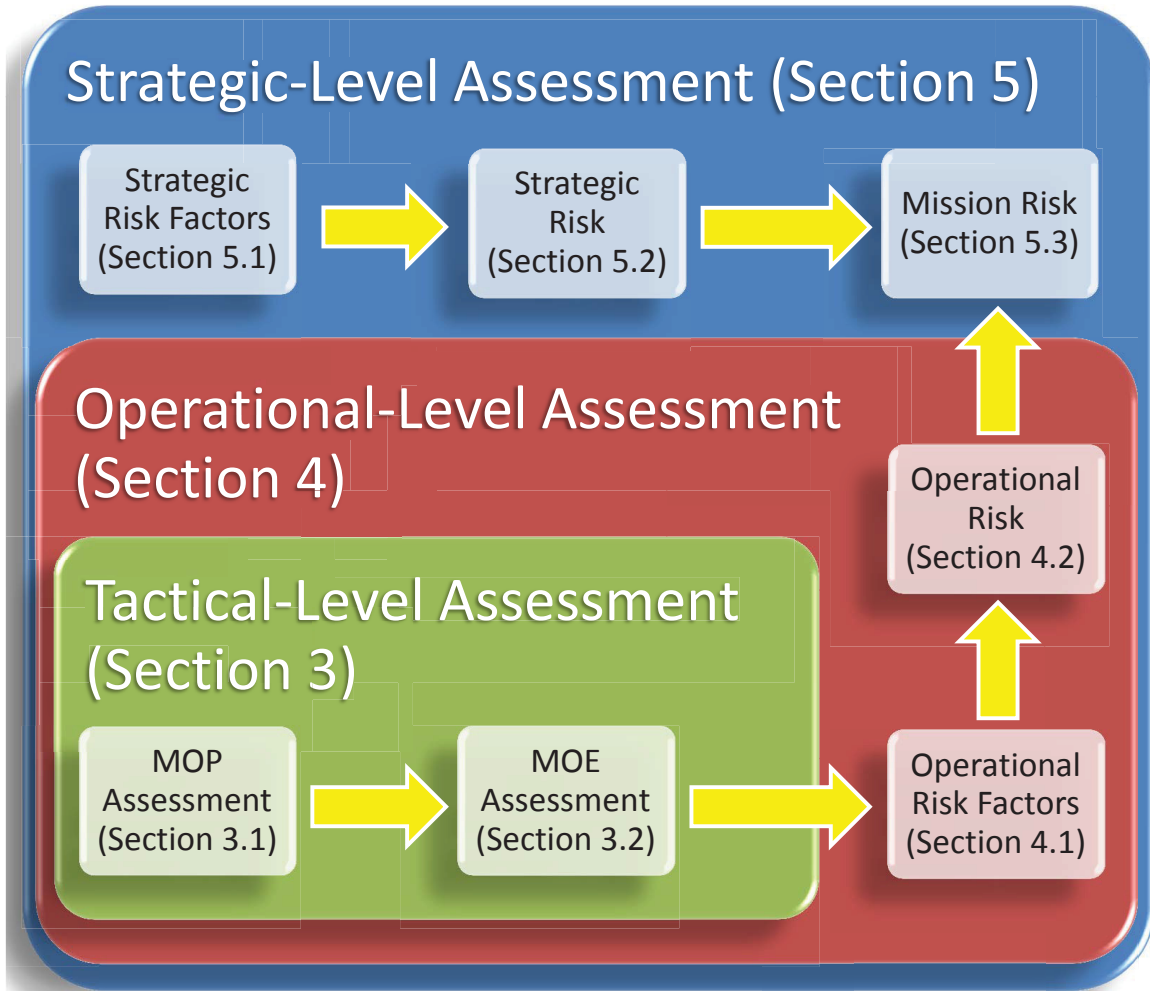 Strategic-Level Assessment (Section 5)
Strategic
Risk Factors
(Section 5.1)
Strategic
Risk
(Section 5.2)
Mission Risk
(Section 5.3)
Operational-Level Assessment
(Section 4)
Operational
Risk
(Section 4.2)
Tactical-Level Assessment
(Section 3)
MOP
Assessment
(Section 3.1)
MOE
Assessment
(Section 3.2)
Operational
Risk Factors
(Section 4.1)